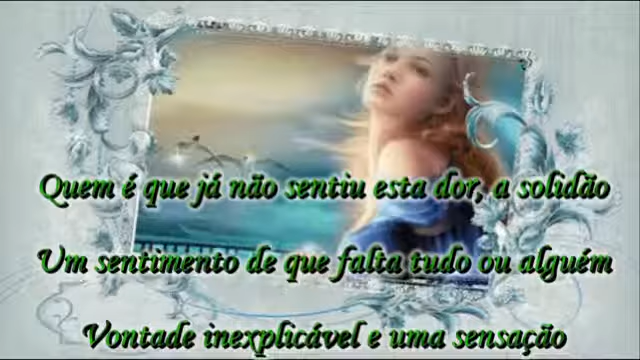 Quem é que já não sentiu esta dor, a solidão
Um sentimento de que falta tudo ou alguém
Vontade inexplicável e uma sensação